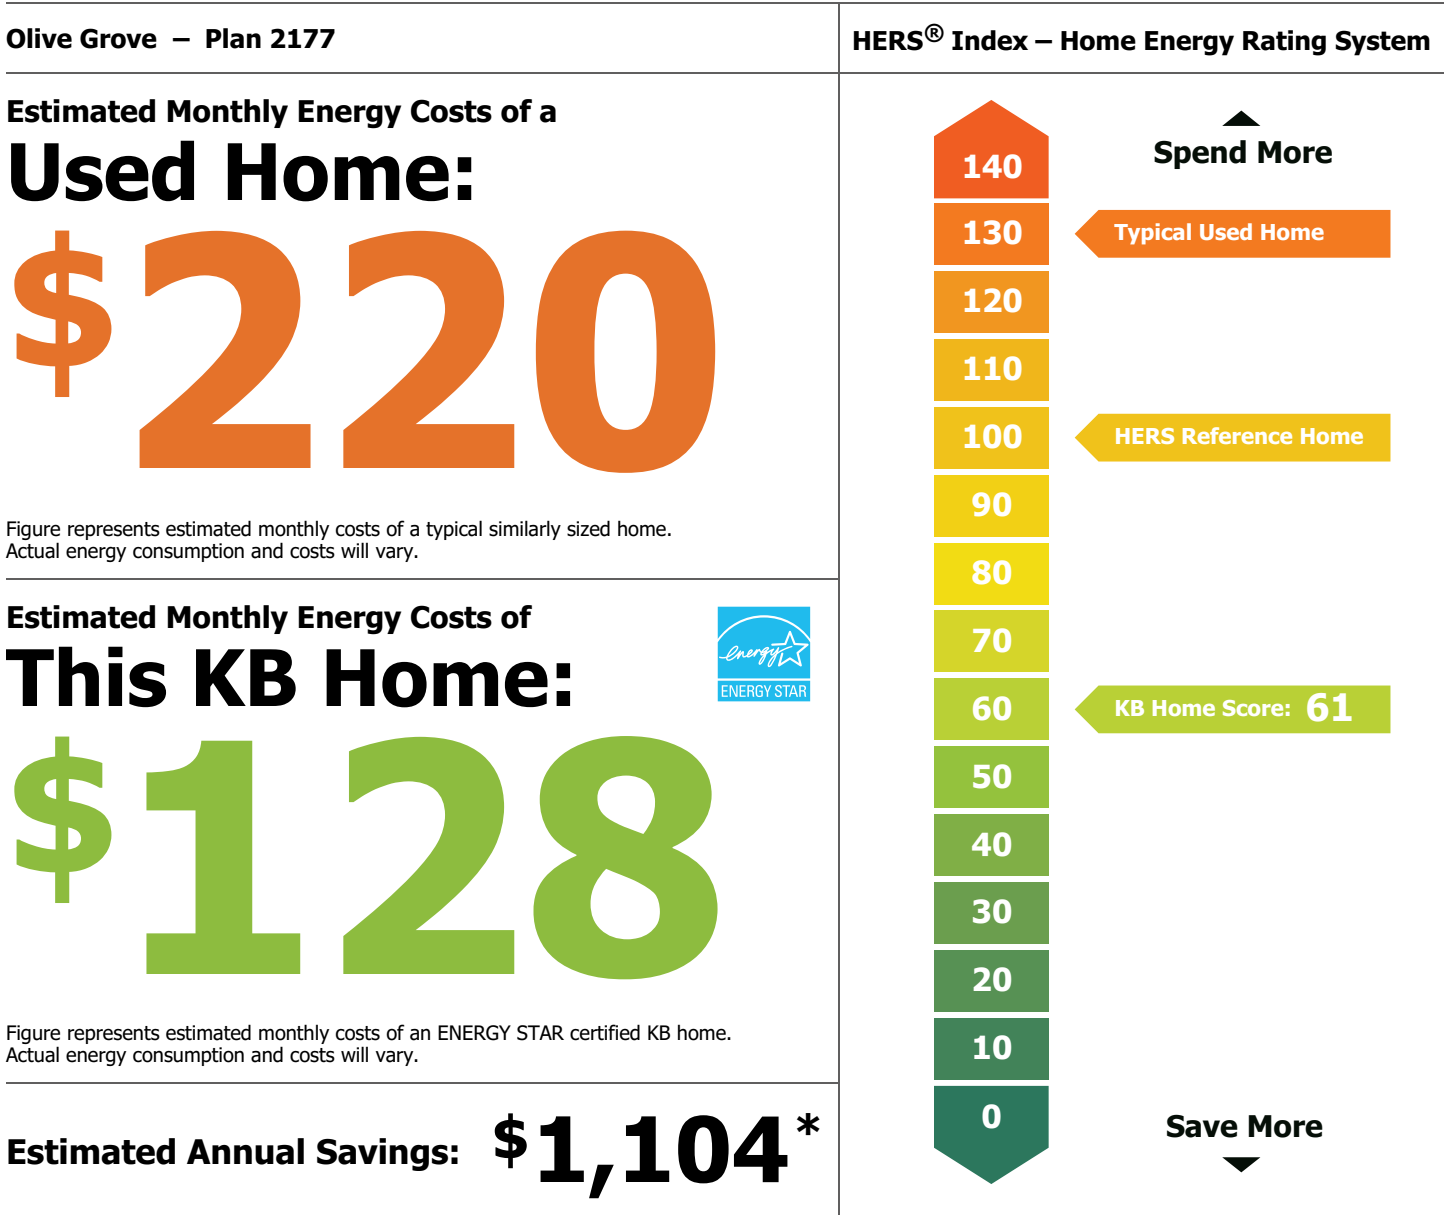 Olive Grove – Plan 2177
Estimated Monthly Energy Costs of a
Used Home:
$220
Figure represents estimated monthly costs of a typical similarly sized home.
Actual energy consumption and costs will vary.
Estimated Monthly Energy Costs of
This KB Home:
energy
ENERGY STAR
$128
Figure represents estimated monthly costs of an ENERGY STAR certified KB home.
Actual energy consumption and costs will vary.
Estimated Annual Savings: $1,104*
HERS® Index – Home Energy Rating System
Spend More
140
130 Typical Used Home
120
110
100 HERS Reference Home
90
80
70
60 KB Home Score: 61
50
40
30
20
10
0
Save More